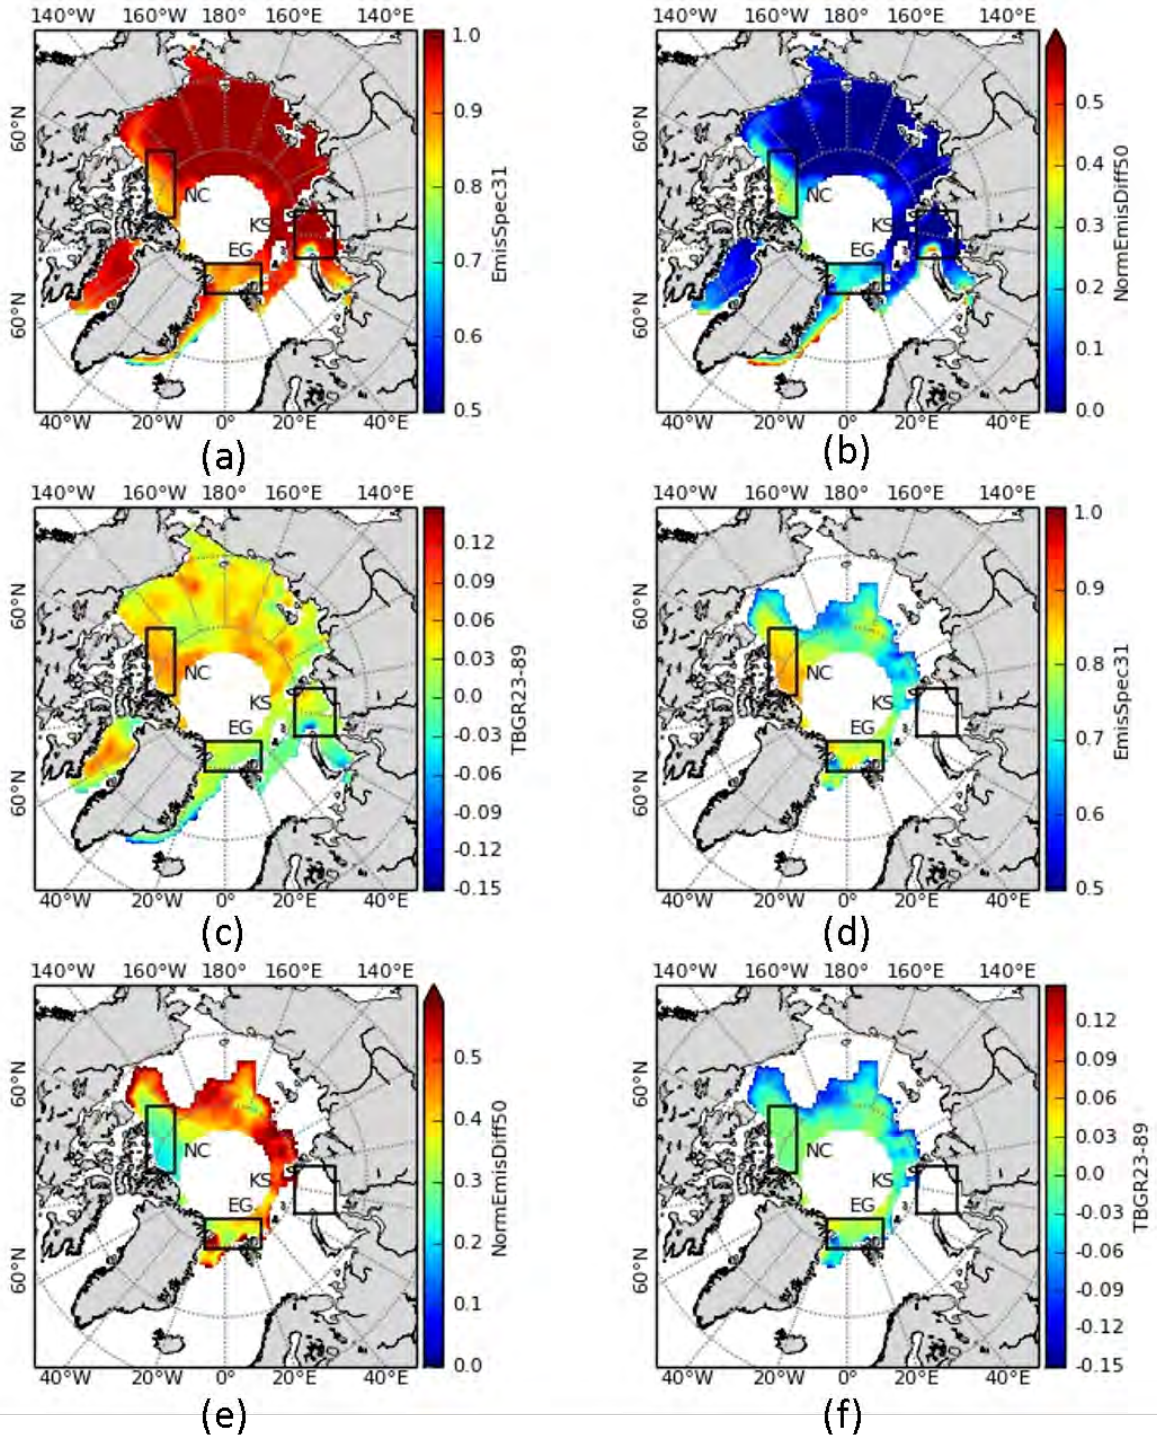 140°W 160°W 180° 160°E 140°E
60°N
60°N
NC
KS
EG
40°W 20°W 0° 20°E 40°E
1.0
0.9
0.8
0.7
0.6
0.5
EmisSpec31
(a)
140°W 160°W 180° 160°E 140°E
60°N
60°N
NC
KS
EG
40°W 20°W 0° 20°E 40°E
0.5
0.4
0.3
0.2
0.1
0.0
NormEmisDiff50
(b)
140°W 160°W 180° 160°E 140°E
60°N
60°N
NC
KS
EG
40°W 20°W 0° 20°E 40°E
0.12
0.09
0.06
0.03
0.0
-0.03
-0.06
-0.09
-0.12
-0.15
TBGR23-89
(c)
140°W 160°W 180° 160°E 140°E
60°N
60°N
NC
KS
EG
40°W 20°W 0° 20°E 40°E
1.0
0.9
0.8
0.7
0.6
0.5
EmisSpec31
(d)
140°W 160°W 180° 160°E 140°E
60°N
60°N
NC
KS
EG
40°W 20°W 0° 20°E 40°E
0.5
0.4
0.3
0.2
0.1
0.0
NormEmisDiff50
(e)
140°W 160°W 180° 160°E 140°E
60°N
60°N
NC
KS
EG
40°W 20°W 0° 20°E 40°E
0.12
0.09
0.06
0.03
0.0
-0.03
-0.06
-0.09
-0.12
-0.15
TBGR23-89
(f)